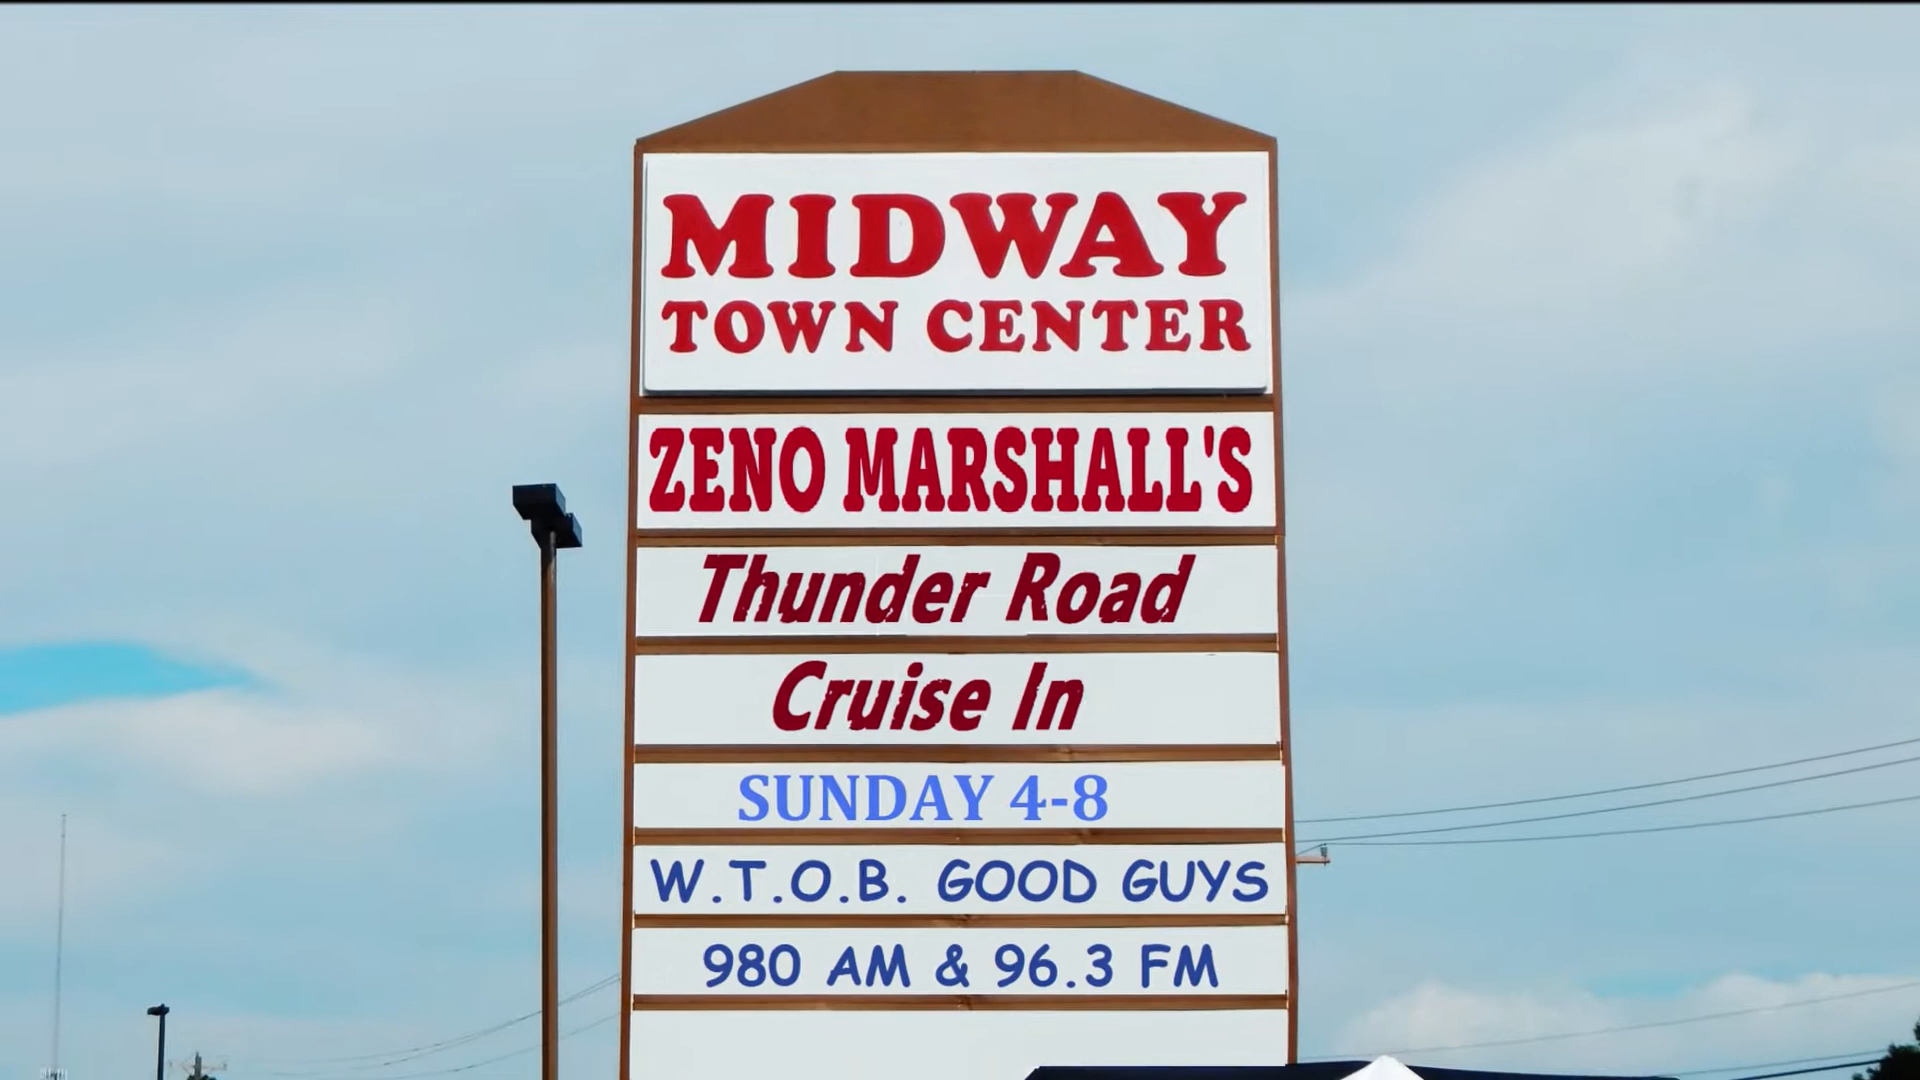 MIDWAY
TOWN CENTER
ZENO MARSHALL'S
Thunder Road
Cruise In
SUNDAY 4-8
W.T.O.B. GOOD GUYS
980 AM & 96.3 FM